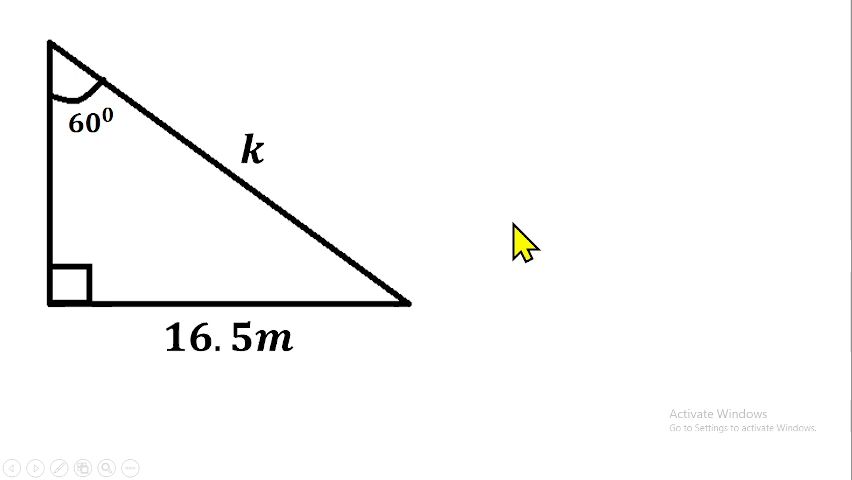 60⁰
k
16.5m
Activate Windows
Go to Settings to activate Windows.